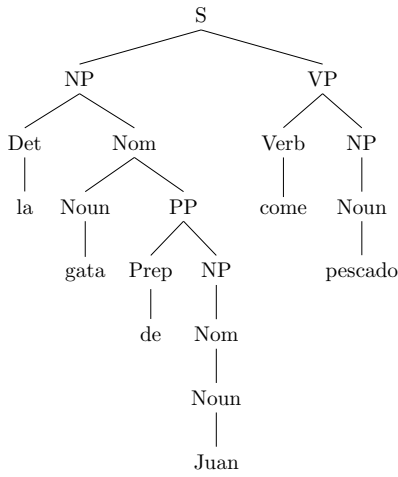 S
NP VP
Det Nom Verb NP
la Noun PP come Noun
gata Prep NP pescado
de Nom
Noun
Juan